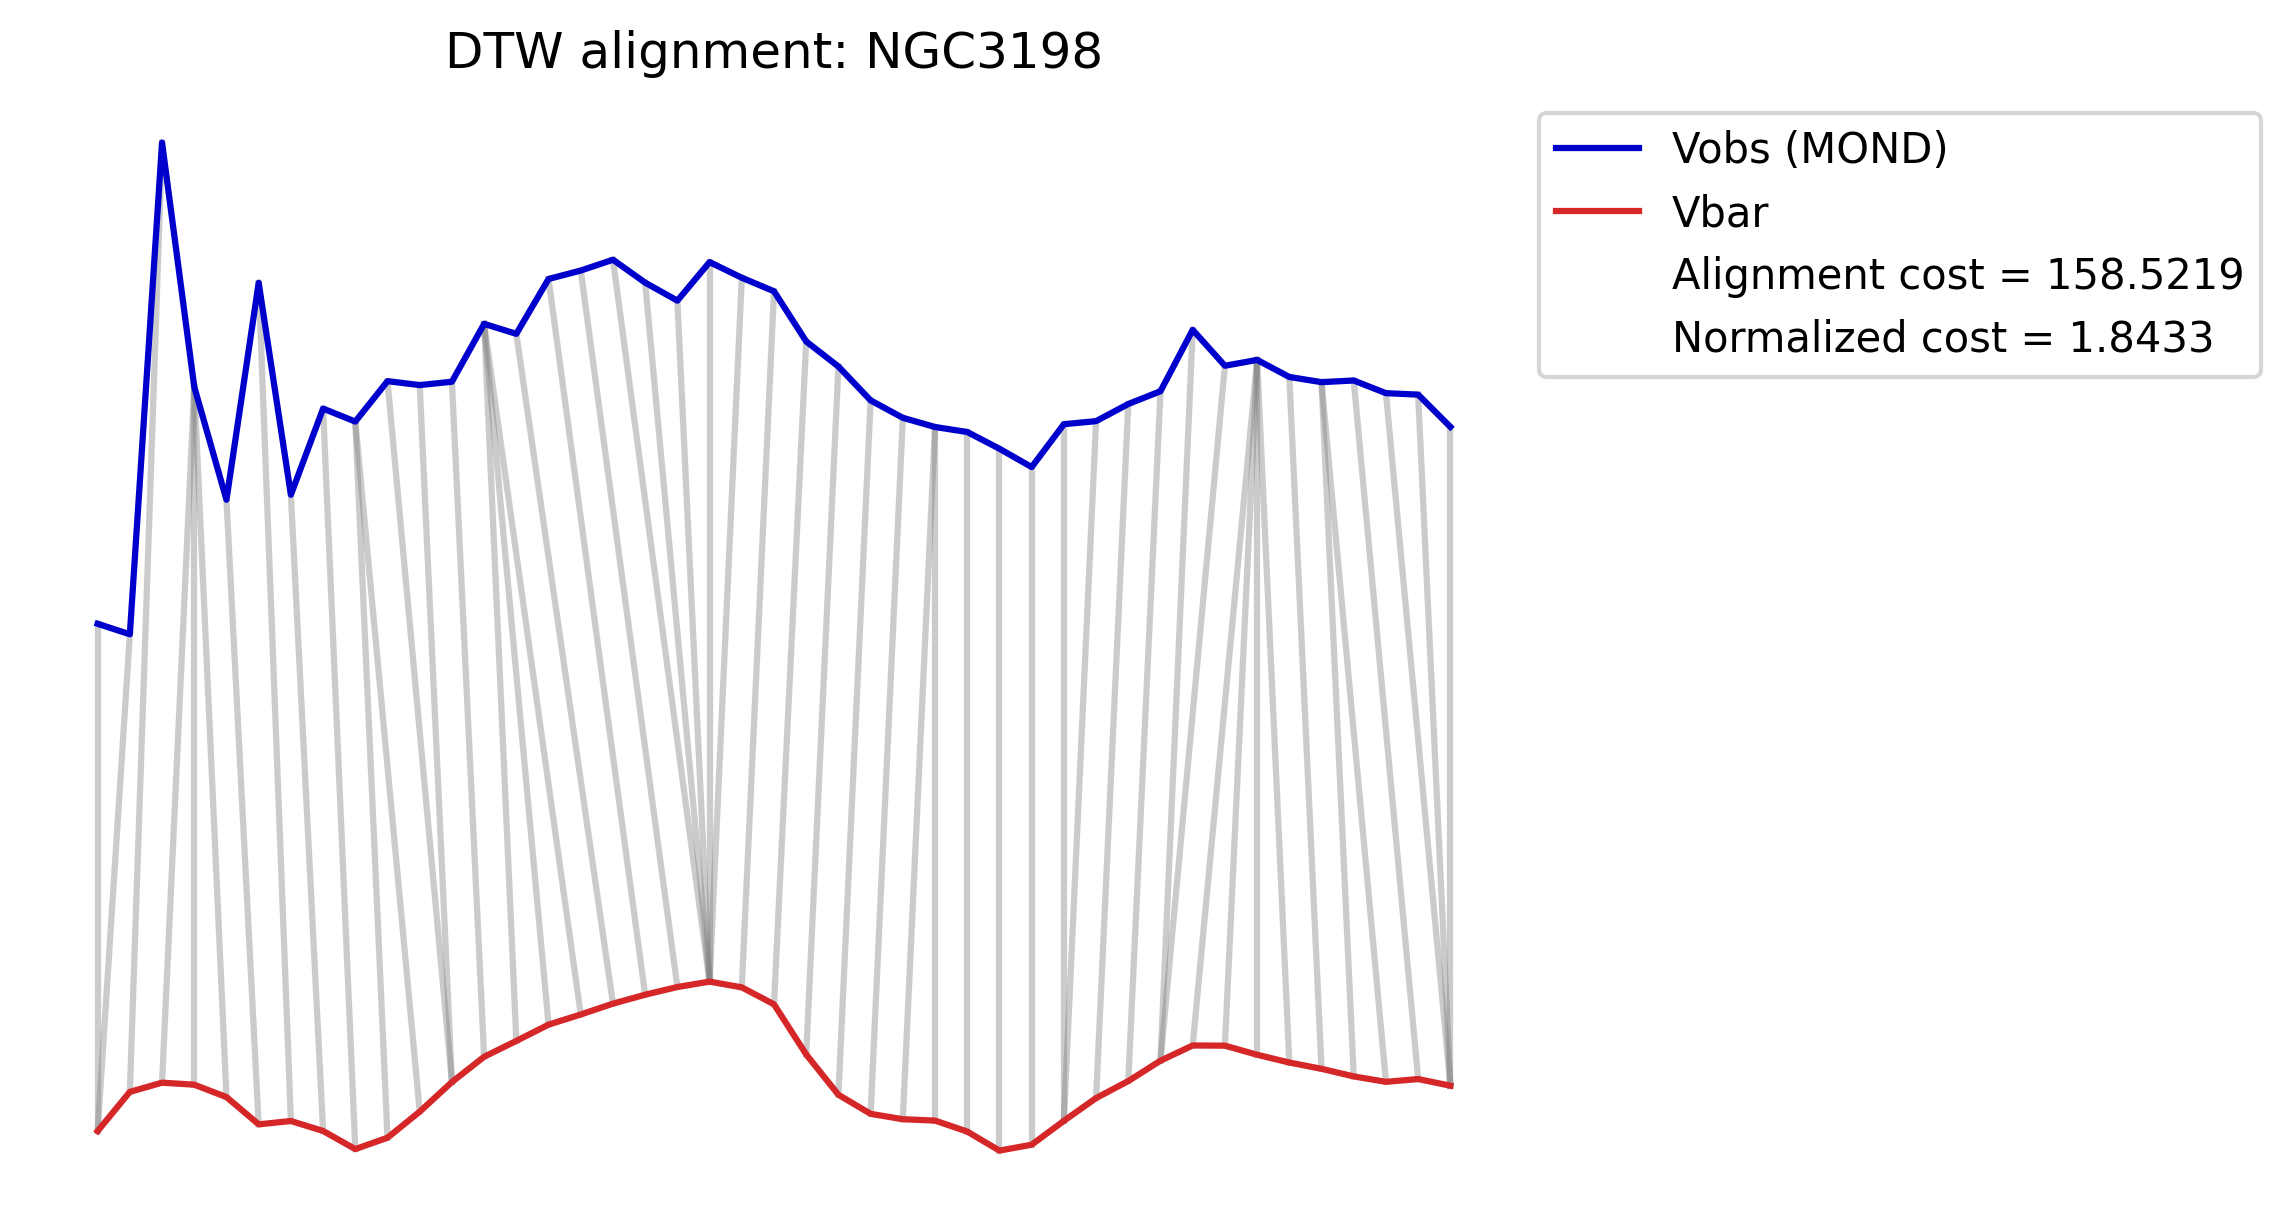 DTW alignment: NGC3198
Vobs (MOND)
Vbar
Alignment cost = 158.5219
Normalized cost = 1.8433